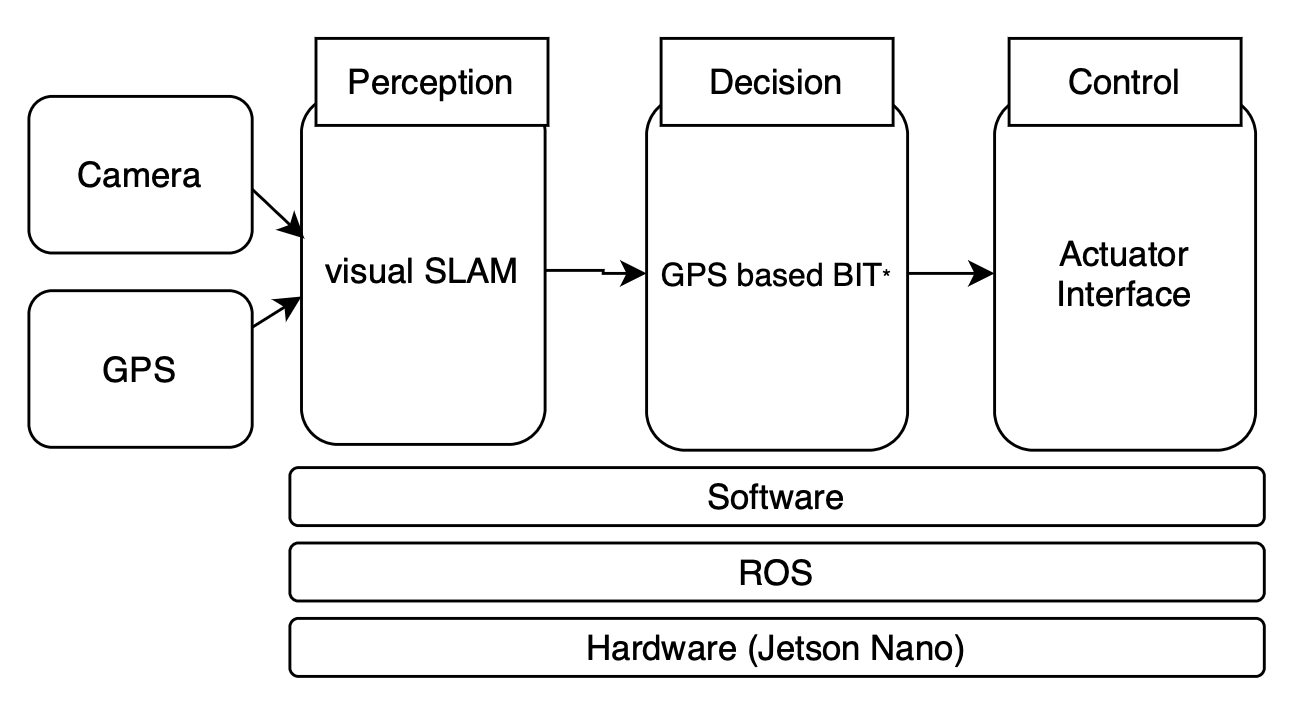 Perception
Decision
Control
Camera
GPS
visual SLAM
GPS based BIT*
Actuator
Interface
Software
ROS
Hardware (Jetson Nano)